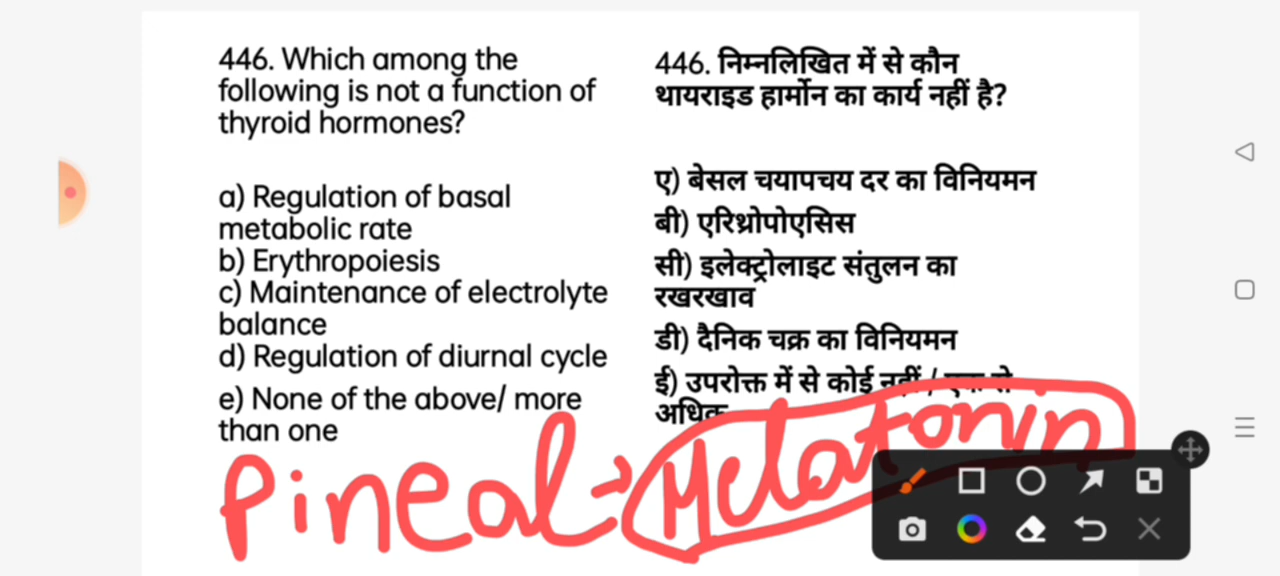 446. Which among the
following is not a function of
thyroid hormones?
a) Regulation of basal
metabolic rate
b) Erythropoiesis
c) Maintenance of electrolyte
balance
d) Regulation of diurnal cycle
e) None of the above/ more
than one
446. निम्नलिखित में से कौन
थायराइड हार्मोन का कार्य नहीं है?
ए) बेसल चयापचय दर का विनियमन
बी) एरिथ्रोपोएसिस
सी) इलेक्ट्रोलाइट संतुलन का
रखरखाव
डी) दैनिक चक्र का विनियमन
ई) उपरोक्त में से कोई नहीं / एक से
अधिक
Pineal → Melatonin